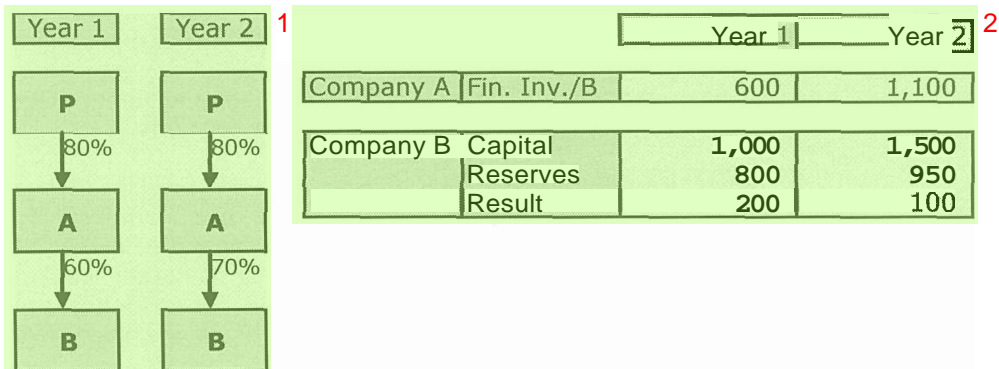 Year 1 Year 2 1
P P
80% 80%
A A
60% 70%
B B
Year 1 Year 2 2
Company A Fin. Inv./B 600 1,100
Company B Capital 1,000 1,500
Reserves 800 950
Result 200 100